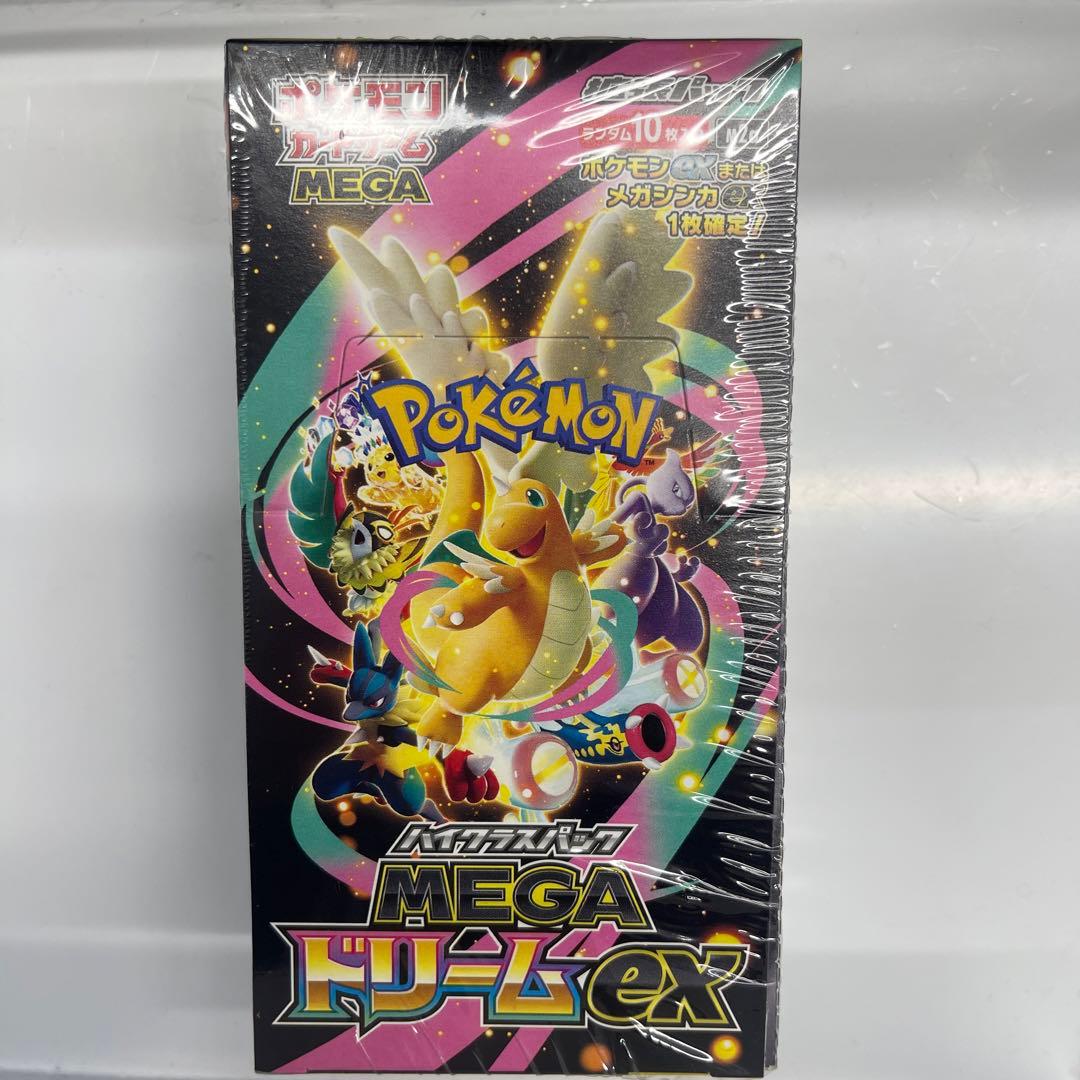 ポケモン
カードゲーム
MEGA
拡張パック
ランダム10枚入り
ポケモンexまたは
メガシンカex
1枚確定!
POKéMON
TM
ハイクラスパック
MEGA
ドリームex